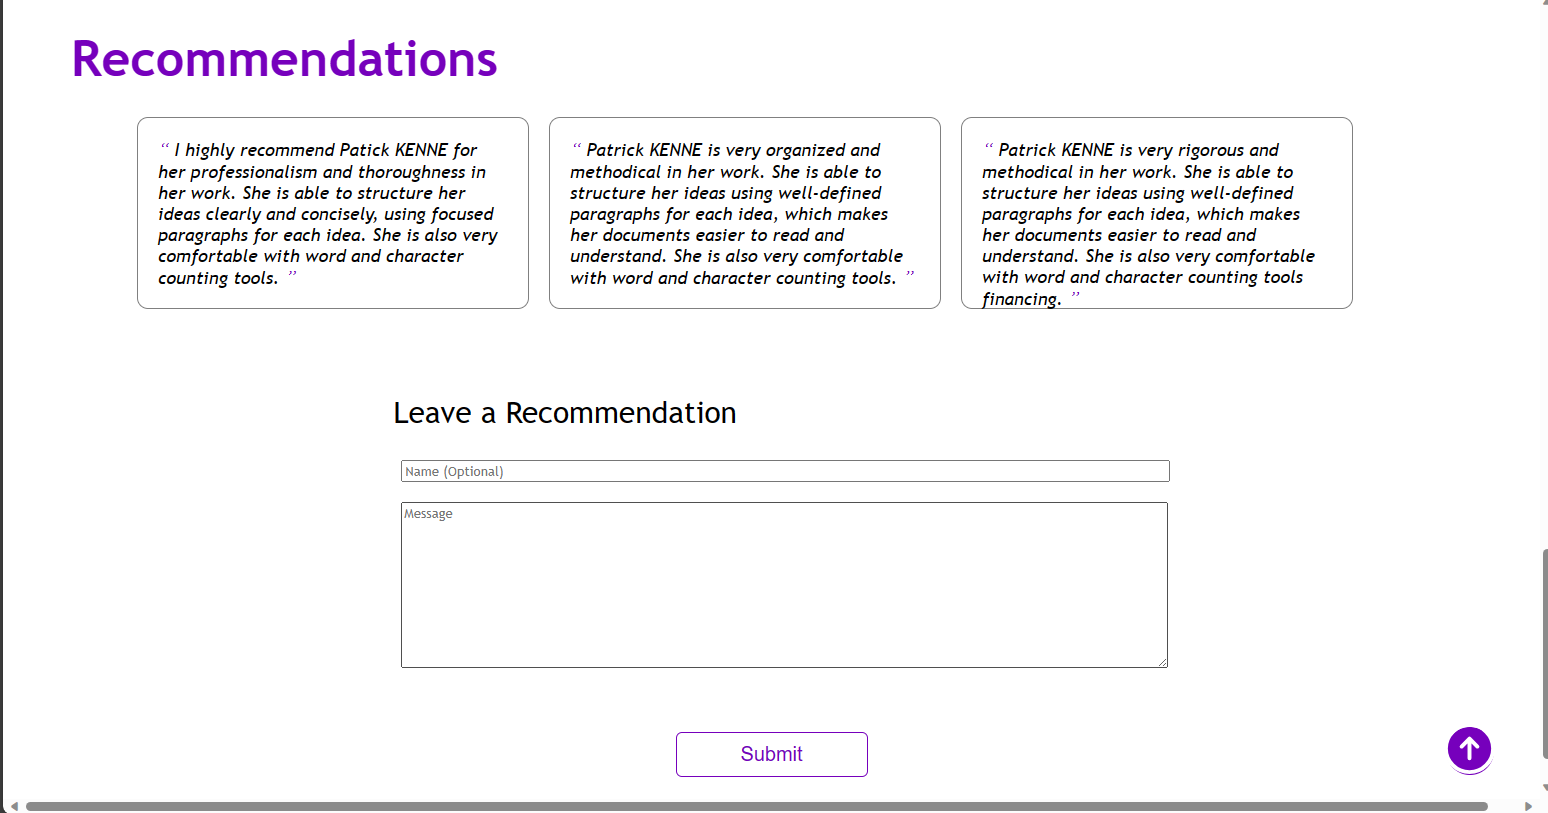 Recommendations
“ I highly recommend Patick KENNE for
her professionalism and thoroughness in
her work. She is able to structure her
ideas clearly and concisely, using focused
paragraphs for each idea. She is also very
comfortable with word and character
counting tools. ”
“ Patrick KENNE is very organized and
methodical in her work. She is able to
structure her ideas using well-defined
paragraphs for each idea, which makes
her documents easier to read and
understand. She is also very comfortable
with word and character counting tools. ”
“ Patrick KENNE is very rigorous and
methodical in her work. She is able to
structure her ideas using well-defined
paragraphs for each idea, which makes
her documents easier to read and
understand. She is also very comfortable
with word and character counting tools
financing. ”
Leave a Recommendation
Name (Optional)
Message
Submit